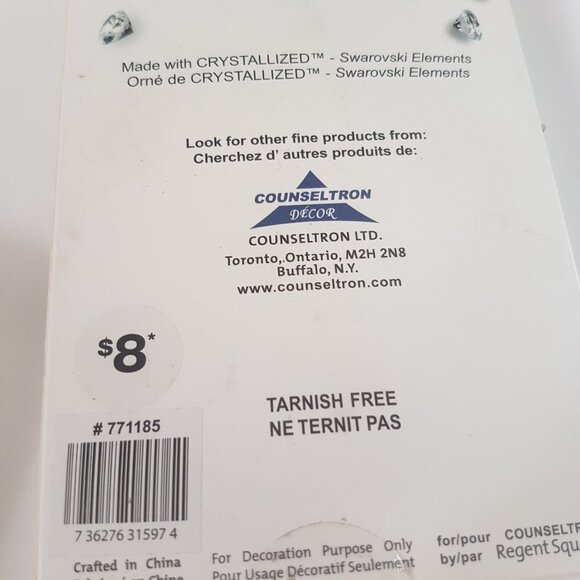 Made with CRYSTALLIZED™ - Swarovski Elements
Orné de CRYSTALLIZED™ - Swarovski Elements
Look for other fine products from:
Cherchez d' autres produits de:
COUNSELTRON
DÉCOR
COUNSELTRON LTD.
Toronto,.Ontario, M2H 2N8
Buffalo, N.Y.
www.counseltron.com
$8*
TARNISH FREE
NE TERNIT PAS
# 771185
7 36276 31597 4
Crafted in China
For Decoration Purpose Only
Pour Usage Décoratif Seulement
for/pour COUNSELTR
by/par Regent Squ